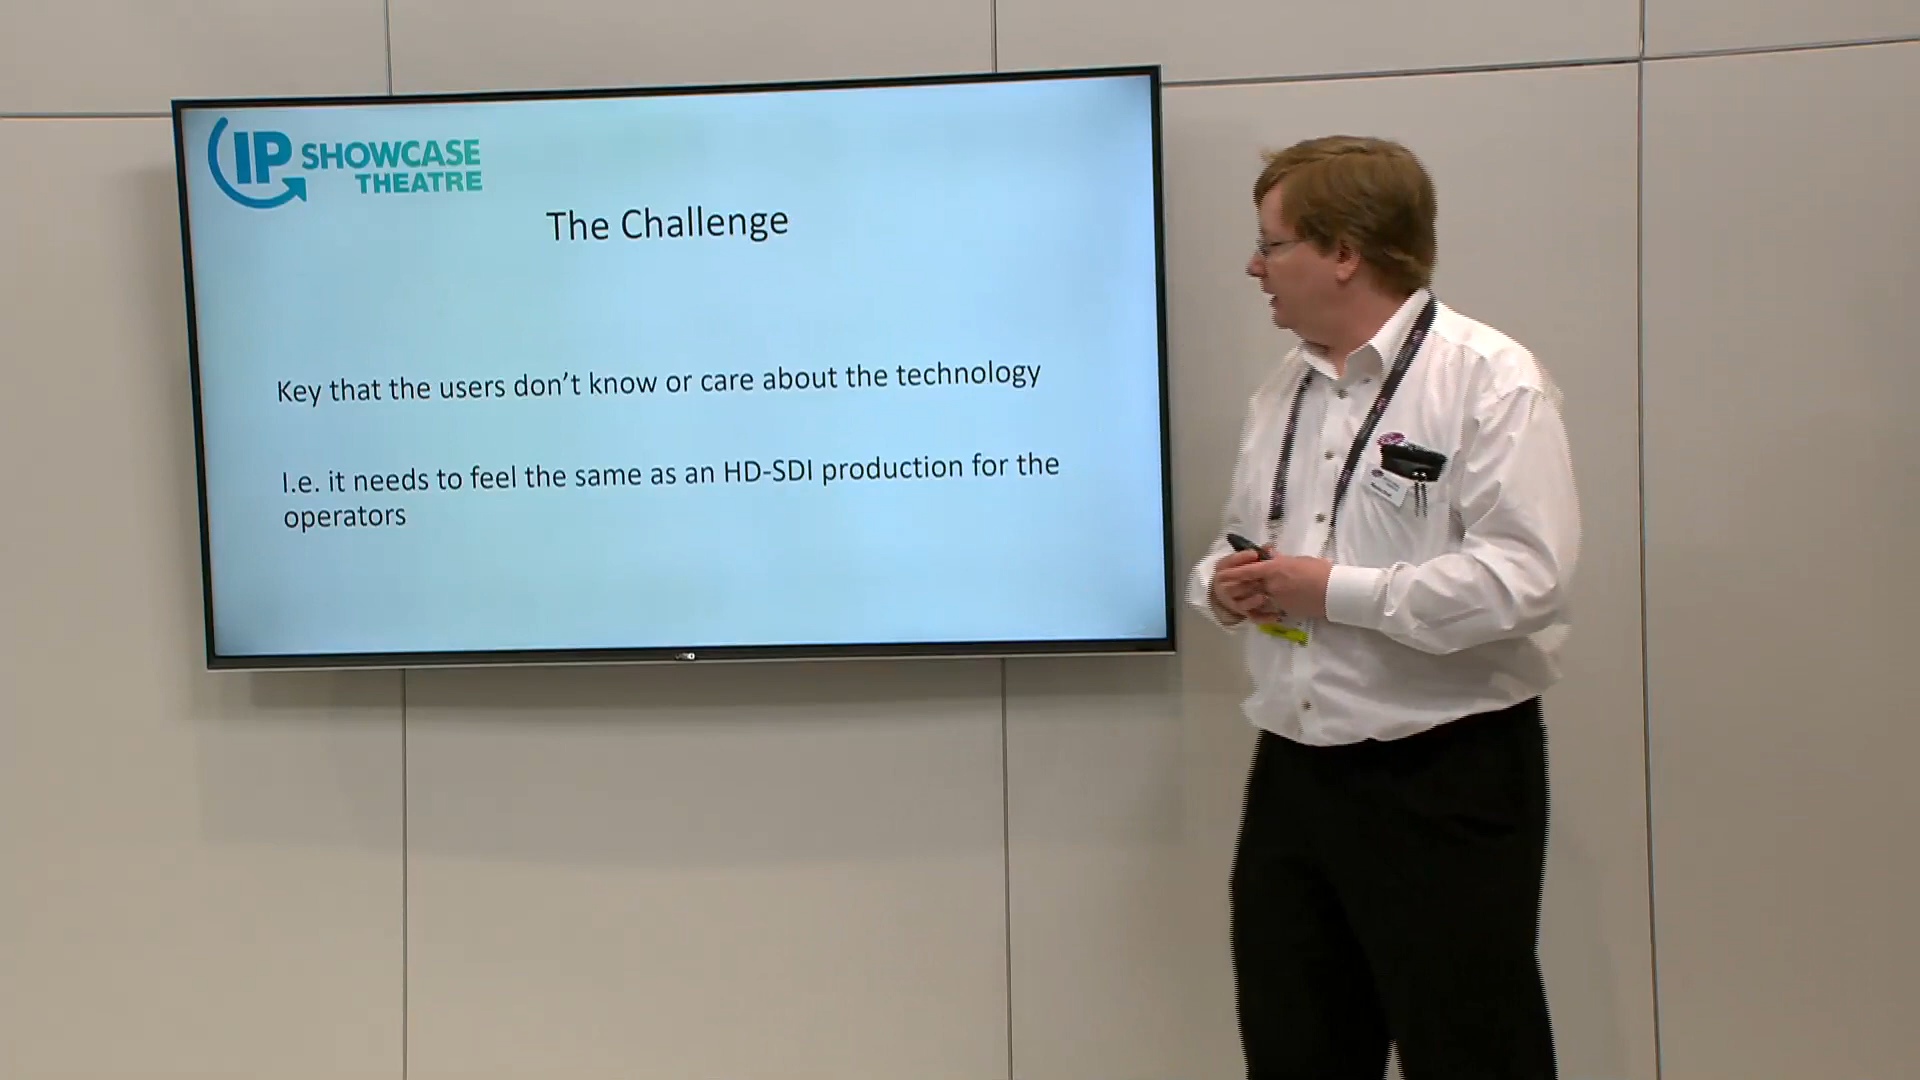 IP SHOWCASE
THEATRE
The Challenge
Key that the users don’t know or care about the technology
I.e. it needs to feel the same as an HD-SDI production for the
operators